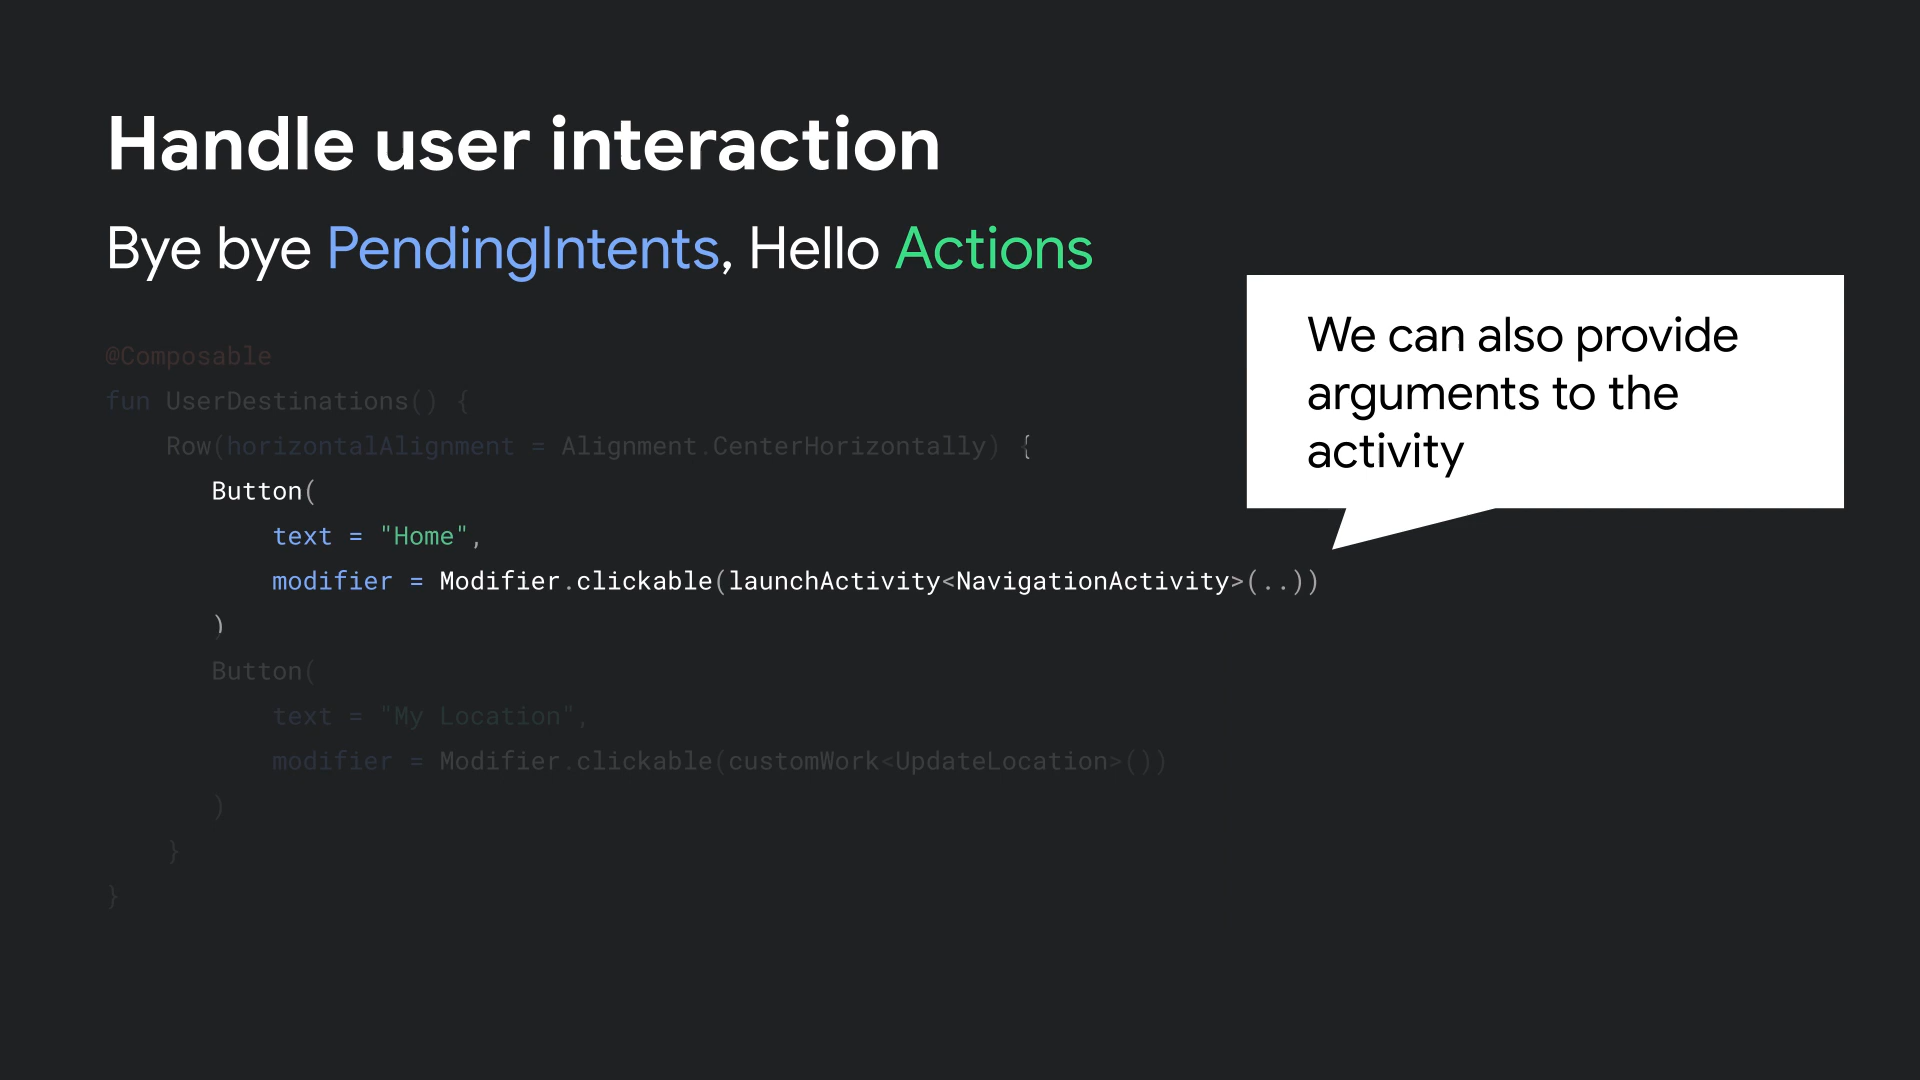 Handle user interaction
Bye bye PendingIntents, Hello Actions
We can also provide
arguments to the
activity
@Composable
fun UserDestinations() {
Row(horizontalAlignment = Alignment.CenterHorizontally) {
Button(
text = "Home",
modifier = Modifier.clickable(launchActivity<NavigationActivity>(..))
)
Button(
text = "My Location",
modifier = Modifier.clickable(customWork<UpdateLocation>())
)
}
}